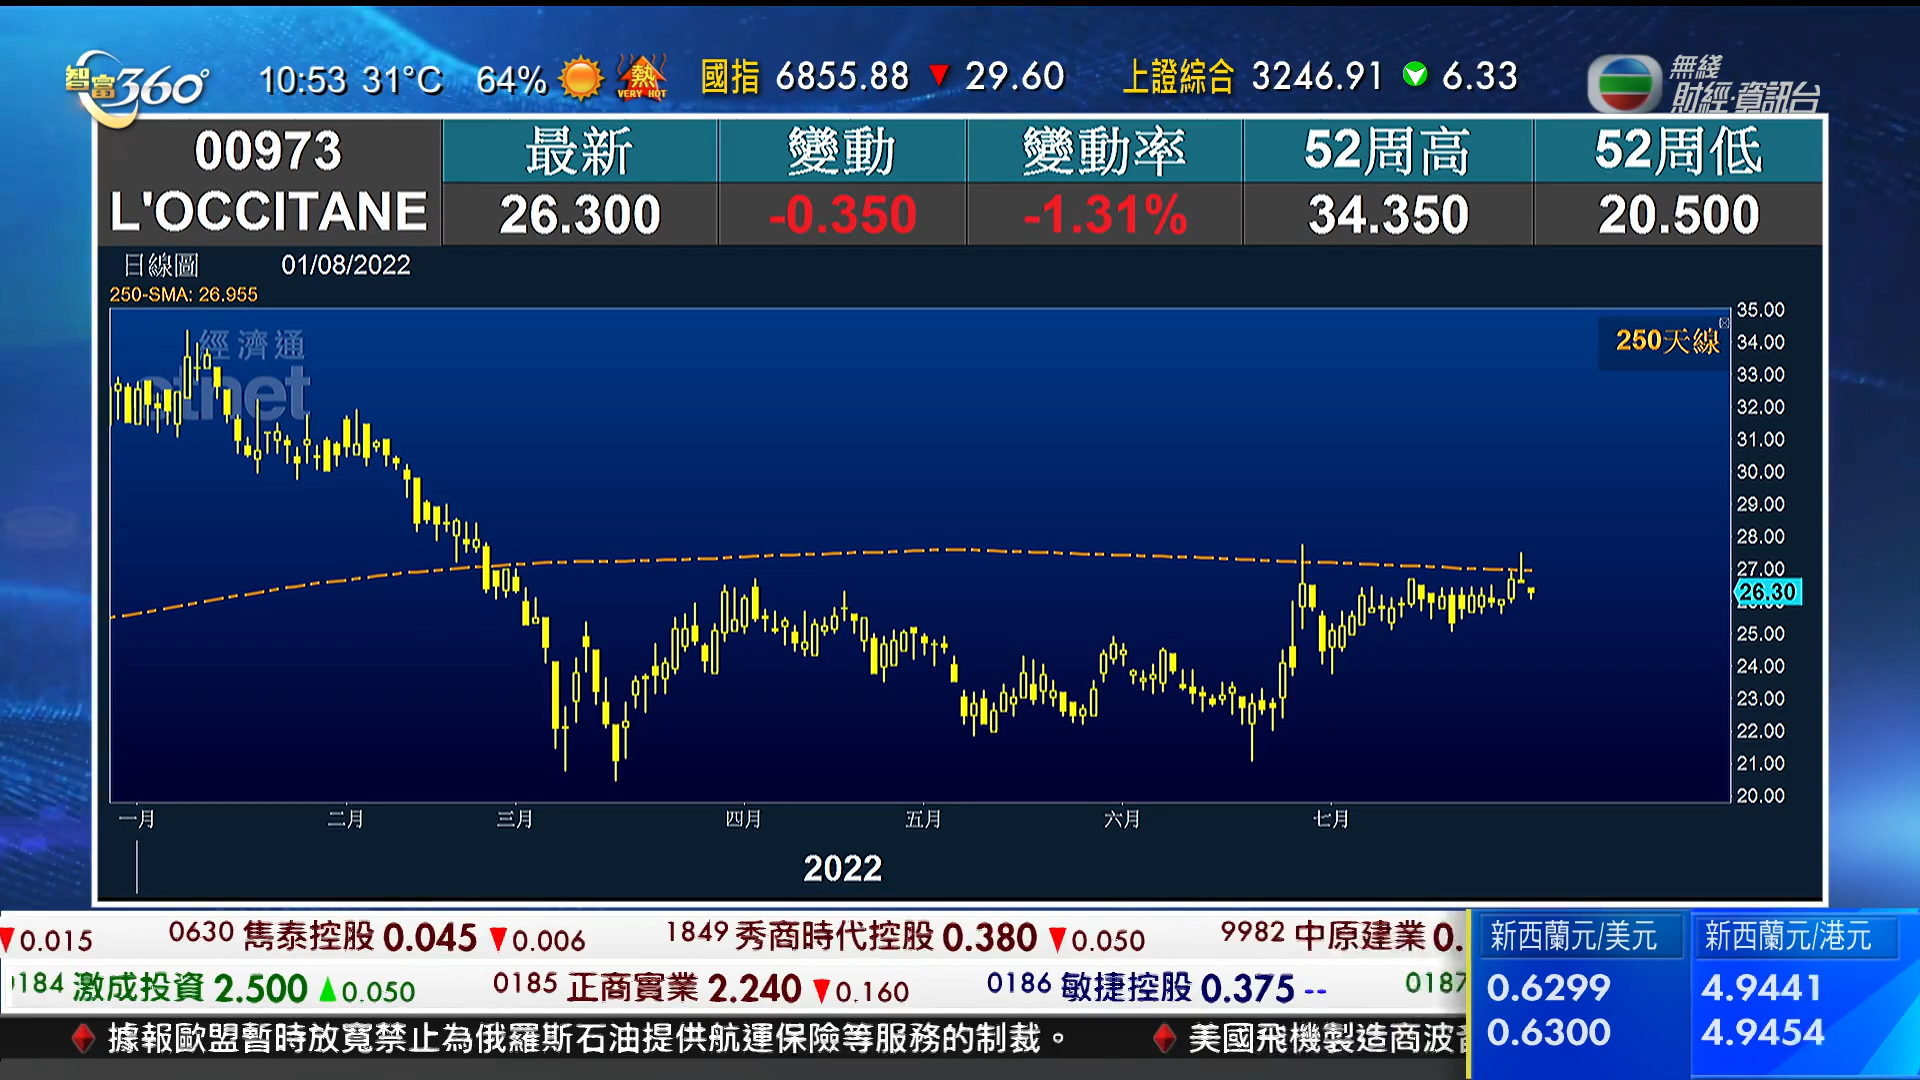 智富360°
10:53 31°C 64% 熱 VERY HOT 國指 6855.88 ▼ 29.60 上證綜合 3246.91 6.33
無綫
財經·資訊台
00973
L'OCCITANE
最新 變動 變動率 52周高 52周低
26.300 -0.350 -1.31% 34.350 20.500
日線圖 01/08/2022
250-SMA: 26.955
經濟通
etnet
250天線
35.00
34.00
33.00
32.00
31.00
30.00
29.00
28.00
27.00
26.30
25.00
24.00
23.00
22.00
21.00
20.00
一月 二月 三月 四月 五月 六月 七月
2022
▼0.015 0630 雋泰控股 0.045 ▼0.006 1849 秀商時代控股 0.380 ▼0.050 9982 中原建業 0.
0184 激成投資 2.500 ▲0.050 0185 正商實業 2.240 ▼0.160 0186 敏捷控股 0.375 -- 0187
◆ 據報歐盟暫時放寬禁止為俄羅斯石油提供航運保險等服務的制裁。 ◆ 美國飛機製造商波音
新西蘭元/美元 新西蘭元/港元
0.6299 4.9441
0.6300 4.9454